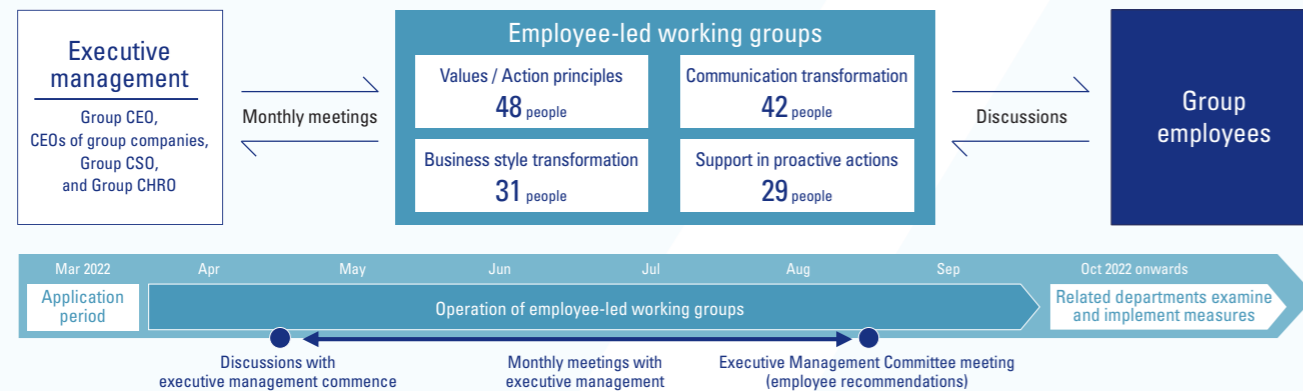 Executive
management
Group CEO,
CEOs of group companies,
Group CSO,
and Group CHRO
Monthly meetings
Employee-led working groups
Values / Action principles
48 people
Communication transformation
42 people
Business style transformation
31 people
Support in proactive actions
29 people
Discussions
Group
employees
Mar 2022
Apr
May
Jun
Jul
Aug
Sep
Oct 2022 onwards
Application
period
Operation of employee-led working groups
Related departments examine
and implement measures
Discussions with
executive management commence
Monthly meetings with
executive management
Executive Management Committee meeting
(employee recommendations)